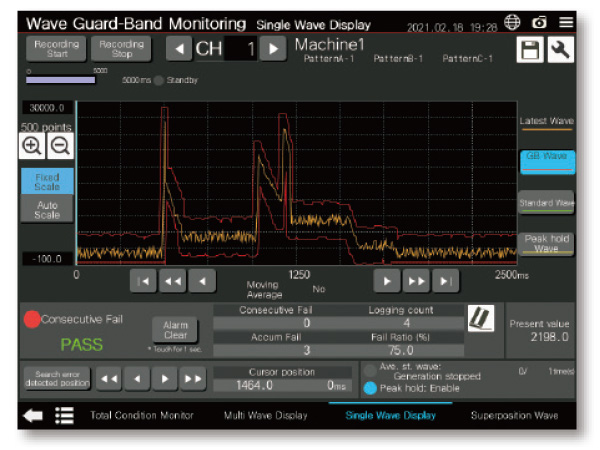 Wave Guard-Band Monitoring Single Wave Display 2021.02.18 19:28
Recording Start
Recording Stop
CH 1
Machine1
PatternA-1 PatternB-1 PatternC-1
0 5000
5000ms Standby
30000.0
500 points
Fixed Scale
Auto Scale
-100.0
Latest Wave
GB-Wave
Standard Wave
Peak hold Wave
0 1250 2500ms
Moving Average No
Consecutive Fail
PASS
Alarm Clear
* Touch for 1 sec.
Consecutive Fail
0
Accum Fail
3
Logging count
4
Fail Ratio (%)
75.0
Present value
2198.0
Search error detected position
Cursor position
1464.0 0ms
Ave. st. wave:
Generation stopped
Peak hold: Enable
0/ 1time(s)
Total Condition Monitor Multi Wave Display Single Wave Display Superposition Wave